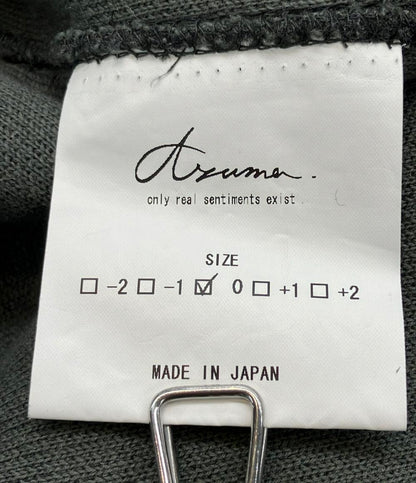 Azuma.
only real sentiments exist.
SIZE
☐ -2 ☐ -1 ☑ 0 ☐ +1 ☐ +2
MADE IN JAPAN